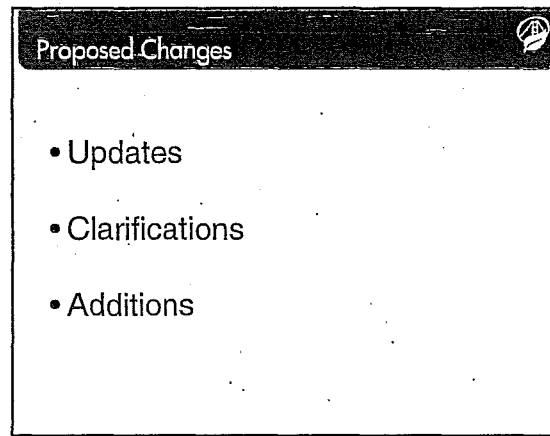 Proposed Changes
• Updates
• Clarifications
• Additions